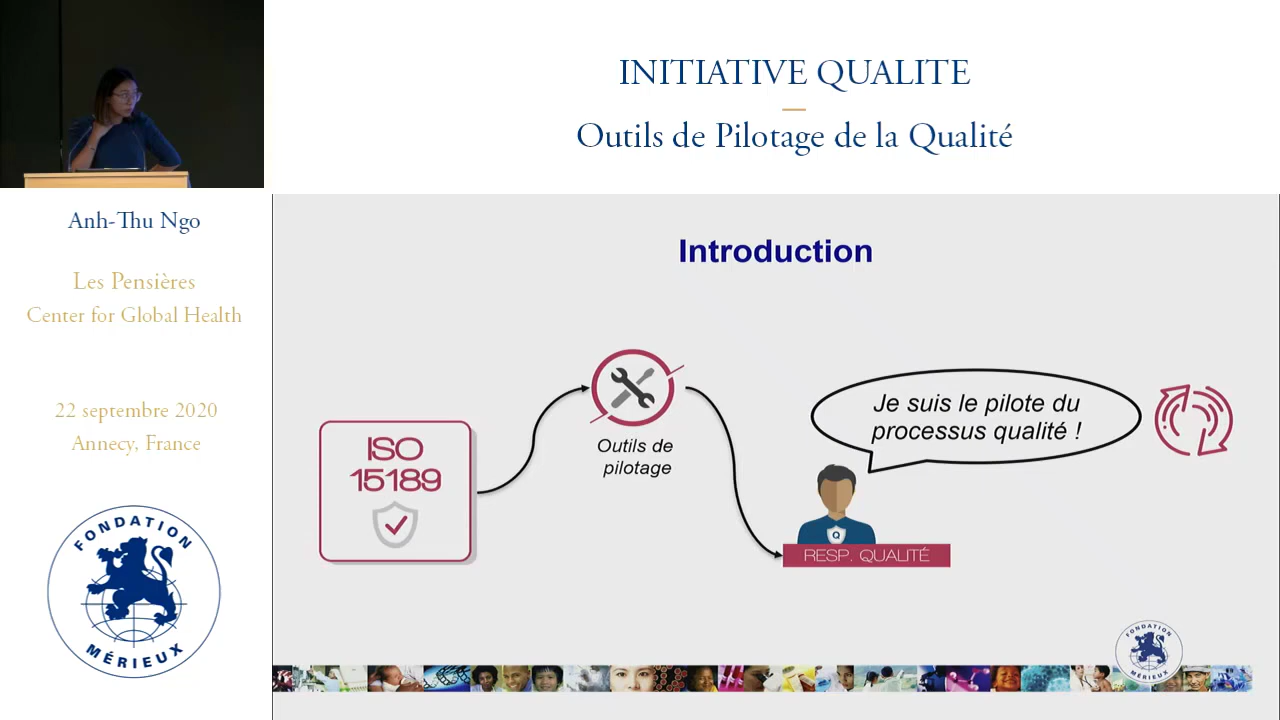 INITIATIVE QUALITE
Outils de Pilotage de la Qualité
Anh-Thu Ngo
Les Pensières
Center for Global Health
22 septembre 2020
Annecy, France
FONDATION
MÉRIEUX
Introduction
ISO
15189
Outils de
pilotage
Je suis le pilote du
processus qualité !
Q
RESP. QUALITÉ
FONDATION
MÉRIEUX